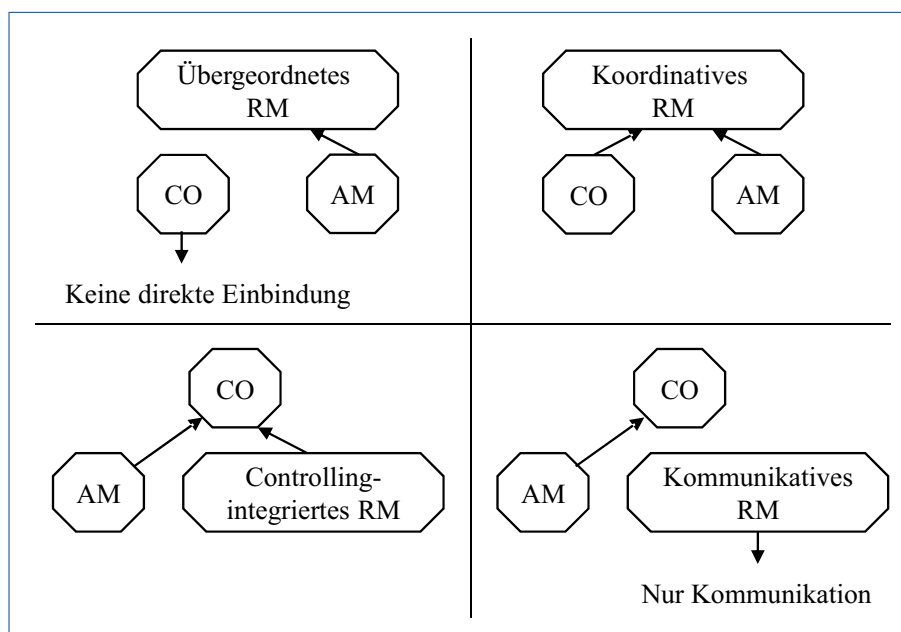 Übergeordnetes
RM
CO
AM
Keine direkte Einbindung
Koordinatives
RM
CO
AM
CO
AM
Controlling-
integriertes RM
CO
AM
Kommunikatives
RM
Nur Kommunikation